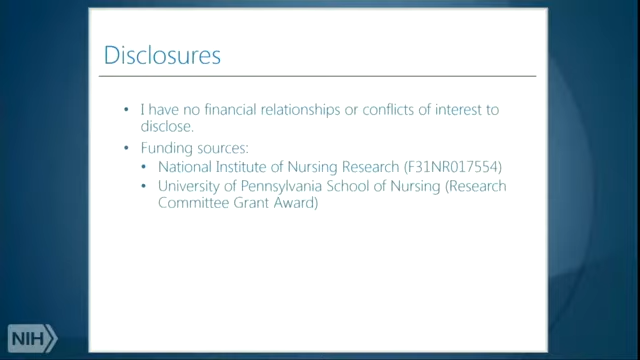 Disclosures
• I have no financial relationships or conflicts of interest to
disclose.
• Funding sources:
• National Institute of Nursing Research (F31NR017554)
• University of Pennsylvania School of Nursing (Research
Committee Grant Award)
NIH